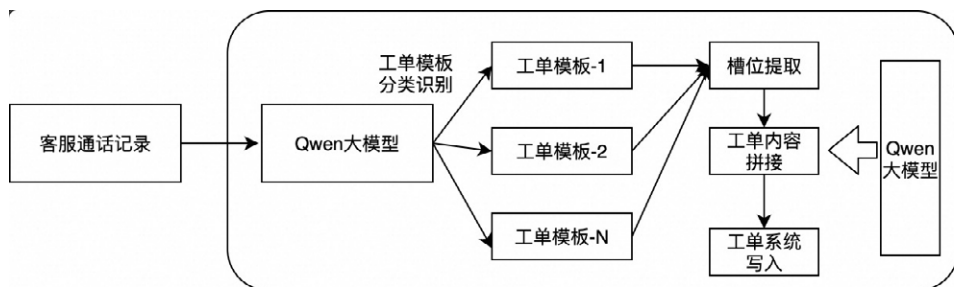 工单模板
分类识别
工单模板-1
槽位提取
客服通话记录
Qwen大模型
工单模板-2
工单内容
拼接
Qwen
大模型
工单模板-N
工单系统
写入